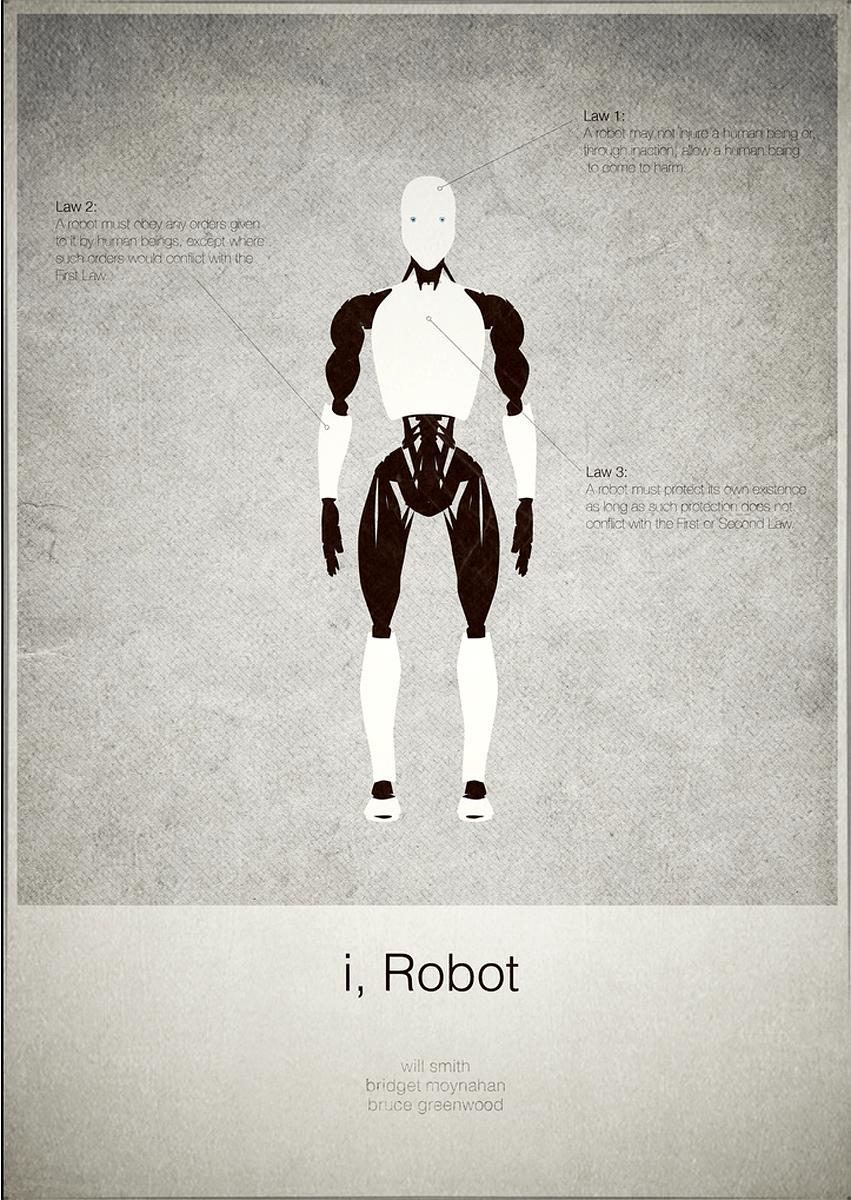 Law 1:
A robot may not injure a human being or,
through inaction, allow a human being
to come to harm.
Law 2:
A robot must obey any orders given
to it by human beings, except where
such orders would conflict with the
First Law.
Law 3:
A robot must protect its own existence
as long as such protection does not
conflict with the First or Second Law.
i, Robot
will smith
bridget moynahan
bruce greenwood